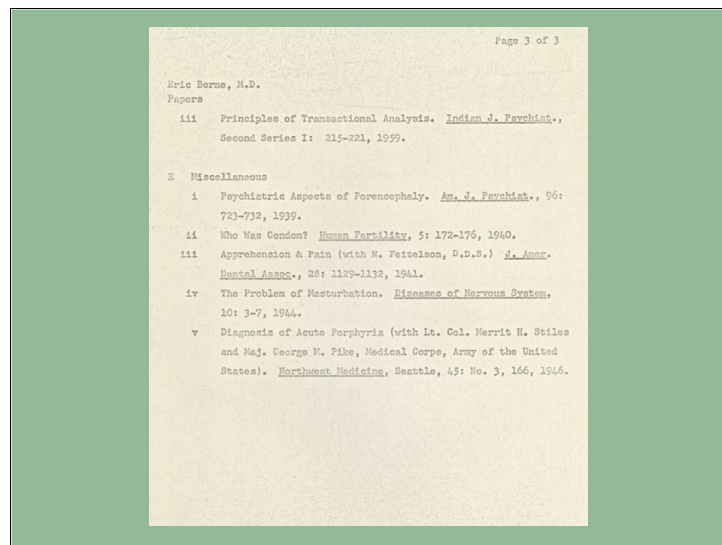 Page 3 of 3
Eric Berne, M.D.
Papers
iii Principles of Transactional Analysis. Indian J. Psychiat.,
Second Series I: 215-221, 1959.
E Miscellaneous
i Psychiatric Aspects of Porencephaly. Am. J. Psychiat., 96:
723-732, 1939.
ii Who Was Condom? Human Fertility, 5: 172-176, 1940.
iii Apprehension & Pain (with N. Feitelson, D.D.S.) J. Amer.
Dental Assoc., 28: 1129-1132, 1941.
iv The Problem of Masturbation. Diseases of Nervous System,
10: 3-7, 1944.
v Diagnosis of Acute Porphyria (with Lt. Col. Merrit H. Stiles
and Maj. George M. Pike, Medical Corps, Army of the United
States). Northwest Medicine, Seattle, 45: No. 3, 166, 1946.